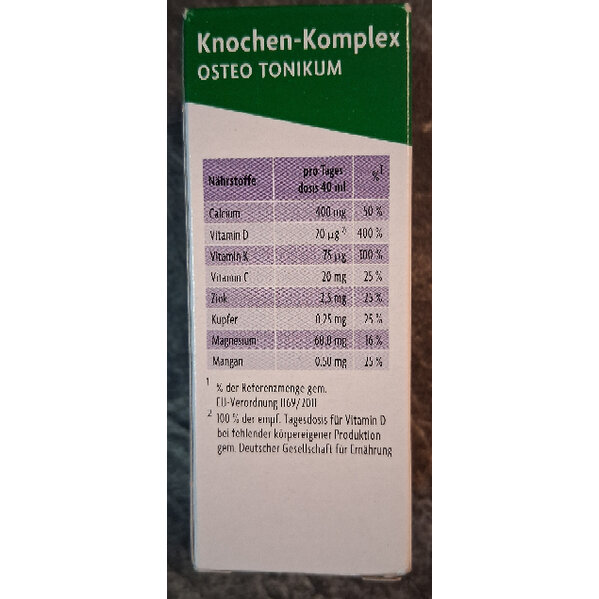 Knochen-Komplex
OSTEO TONIKUM
Nährstoffe pro Tages dosis 40 ml %¹
Calcium 400 mg 50 %
Vitamin D 20 µg ²⁾ 400 %
Vitamin K 75 µg 100 %
Vitamin C 20 mg 25 %
Zink 2,5 mg 25 %
Kupfer 0,25 mg 25 %
Magnesium 60,0 mg 16 %
Mangan 0,50 mg 25 %
¹ % der Referenzmenge gem.
EU-Verordnung 1169/2011
² 100 % der empf. Tagesdosis für Vitamin D
bei fehlender körpereigener Produktion
gem. Deutscher Gesellschaft für Ernährung